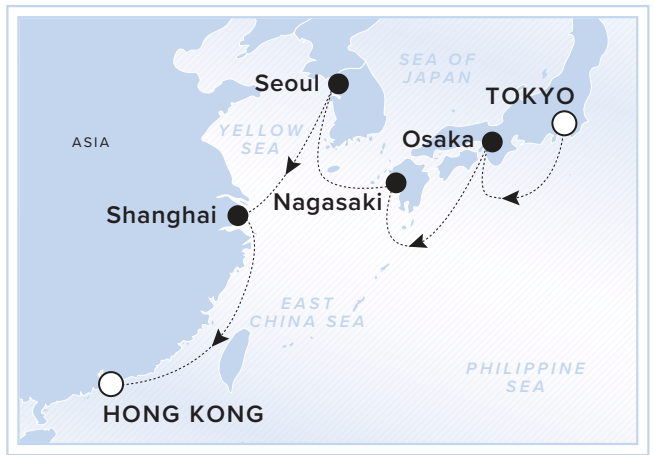 SEA OF
JAPAN
Seoul
TOKYO
YELLOW
SEA
ASIA
Osaka
Nagasaki
Shanghai
EAST
CHINA SEA
PHILIPPINE
SEA
HONG KONG